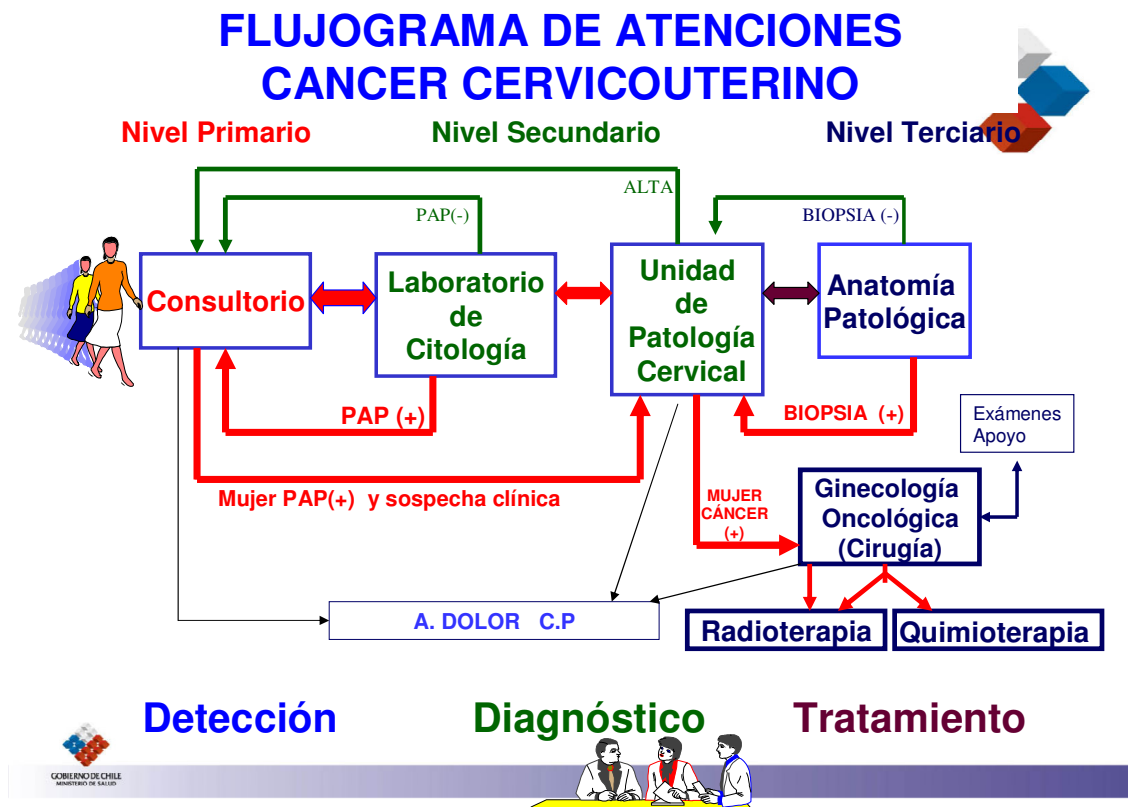 FLUJOGRAMA DE ATENCIONES
CANCER CERVICOUTERINO
Nivel Primario
Nivel Secundario
Nivel Terciario
ALTA
PAP(-)
BIOPSIA (-)
Consultorio
Laboratorio
de
Citología
Unidad
de
Patología
Cervical
Anatomía
Patológica
PAP (+)
BIOPSIA (+)
Exámenes
Apoyo
Mujer PAP(+) y sospecha clínica
MUJER
CÁNCER
(+)
Ginecología
Oncológica
(Cirugía)
A. DOLOR C.P
Radioterapia
Quimioterapia
Detección
Diagnóstico
Tratamiento
GOBIERNO DE CHILE
MINISTERIO DE SALUD